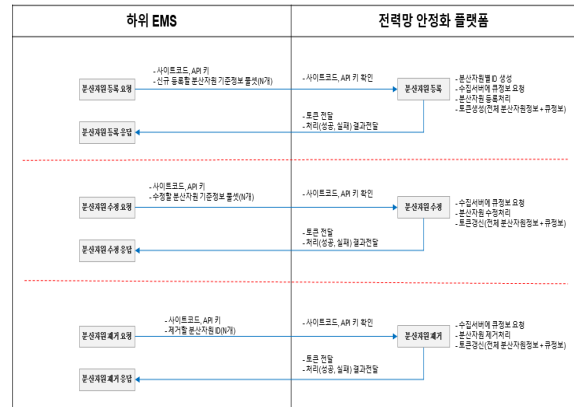 하위 EMS
전력망 안정화 플랫폼
- 사이트코드, API 키
- 신규 등록할 분산자원 기준정보 풀셋(N개)
분산자원 등록 요청
- 사이트코드, API 키 확인
분산자원 등록
- 분산자원별 ID 생성
- 수집서버에 큐정보 요청
- 분산자원 등록처리
- 토큰생성(전체 분산자원정보 + 큐정보)
- 토큰 전달
- 처리(성공, 실패) 결과전달
분산자원 등록 응답
- 사이트코드, API 키
- 수정할 분산자원 기준정보 풀셋(N개)
분산자원 수정 요청
- 사이트코드, API 키 확인
분산자원 수정
- 수집서버에 큐정보 요청
- 분산자원 수정처리
- 토큰갱신(전체 분산자원정보 + 큐정보)
- 토큰 전달
- 처리(성공, 실패) 결과전달
분산자원 수정 응답
- 사이트코드, API 키
- 제거할 분산자원 ID(N개)
분산자원 폐기 요청
- 사이트코드, API 키 확인
분산자원 폐기
- 수집서버에 큐정보 요청
- 분산자원 제거처리
- 토큰갱신(전체 분산자원정보 + 큐정보)
- 토큰 전달
- 처리(성공, 실패) 결과전달
분산자원 폐기 응답